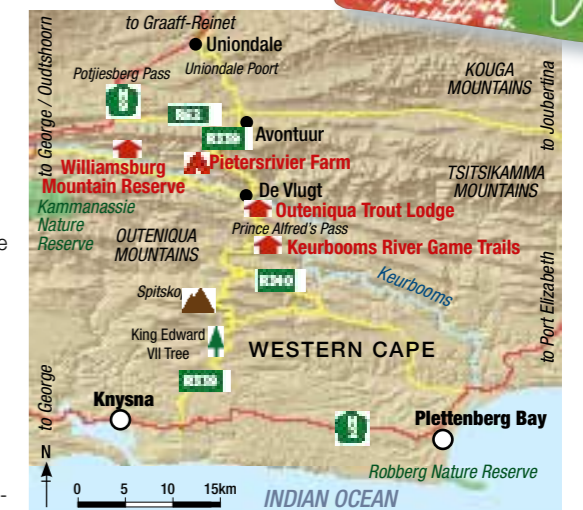 to Graaff-Reinet
Uniondale
Potjiesberg Pass
Uniondale Poort
to George / Oudtshoorn
KOUGA
MOUNTAINS
to Joubertina
R62
R339
Avontuur
Williamsburg
Mountain Reserve
Pietersrivier Farm
TSITSIKAMMA
MOUNTAINS
De Vlugt
Kammanassie
Nature
Reserve
Outeniqua Trout Lodge
Prince Alfred's Pass
OUTENIQUA
MOUNTAINS
Keurbooms River Game Trails
R340
Keurbooms
to Port Elizabeth
Spitsko
King Edward
VII Tree
WESTERN CAPE
to George
Knysna
Plettenberg Bay
Robberg Nature Reserve
N
0 5 10 15km
INDIAN OCEAN